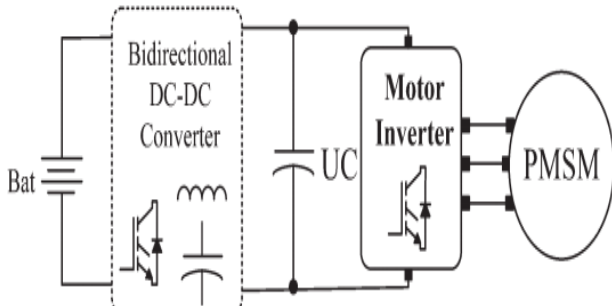 Bidirectional
DC-DC
Converter
Bat
UC
Motor
Inverter
PMSM